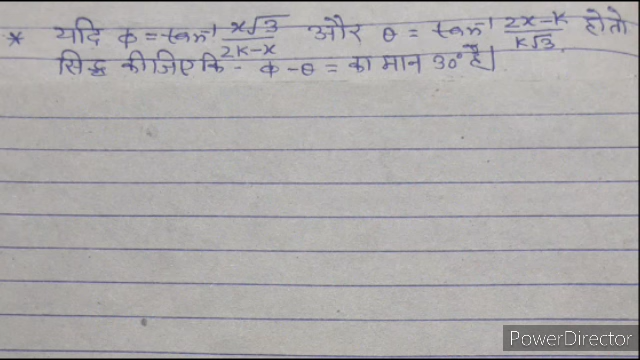 * यदि φ = tan⁻¹ x√3/2k-x और θ = tan⁻¹ 2x-k/k√3 हो तो
सिद्ध कीजिए कि - φ-θ = का मान 30° है।
PowerDirector